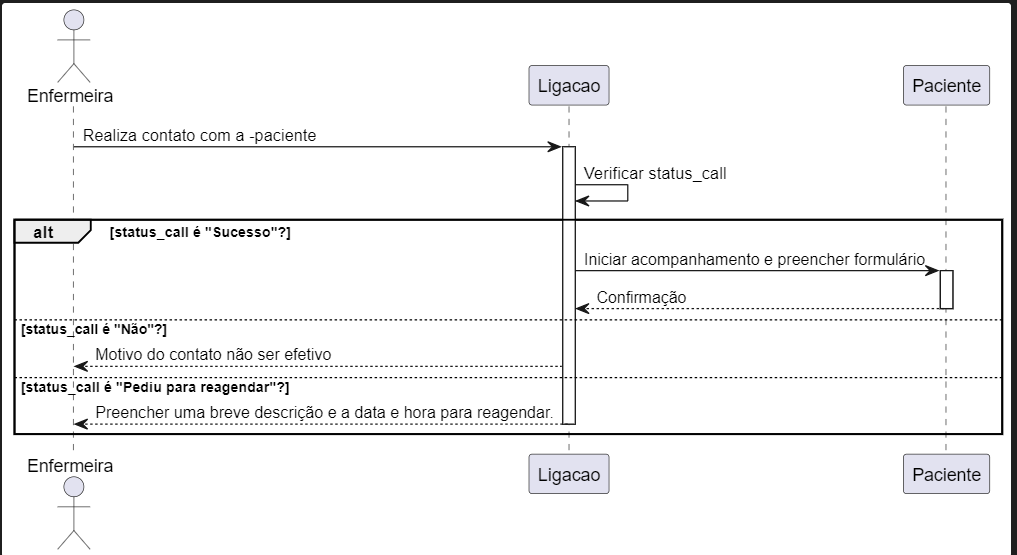 Enfermeira
Ligacao
Paciente
Realiza contato com a -paciente
Verificar status_call
alt
[status_call é "Sucesso"?]
Iniciar acompanhamento e preencher formulário
Confirmação
[status_call é "Não"?]
Motivo do contato não ser efetivo
[status_call é "Pediu para reagendar"?]
Preencher uma breve descrição e a data e hora para reagendar.
Enfermeira
Ligacao
Paciente